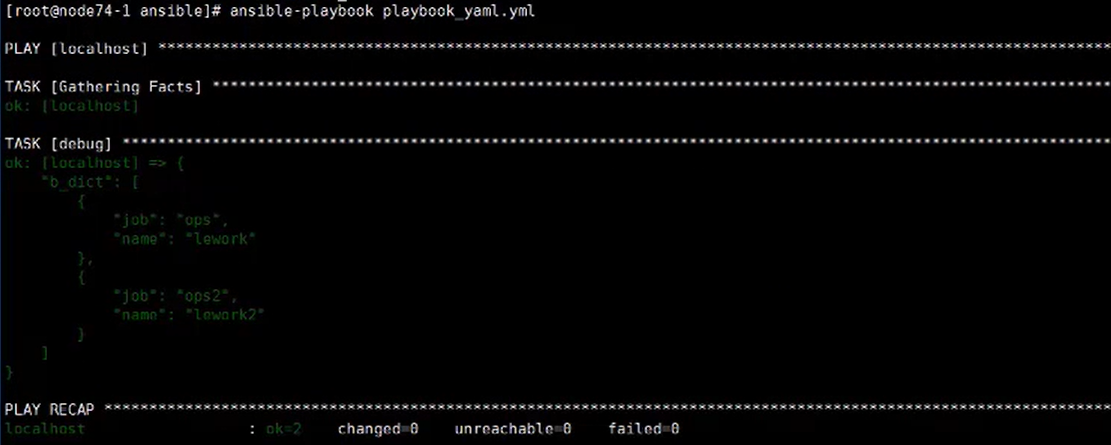 [root@node74-1 ansible]# ansible-playbook playbook_yaml.yml
PLAY [localhost] **********************************************************************************************************
TASK [Gathering Facts] ****************************************************************************************************
ok: [localhost]
TASK [debug] **************************************************************************************************************
ok: [localhost] => {
    "b_dict": [
        {
            "job": "ops",
            "name": "lework"
        },
        {
            "job": "ops2",
            "name": "lework2"
        }
    ]
}
PLAY RECAP ****************************************************************************************************************
localhost                  : ok=2    changed=0    unreachable=0    failed=0